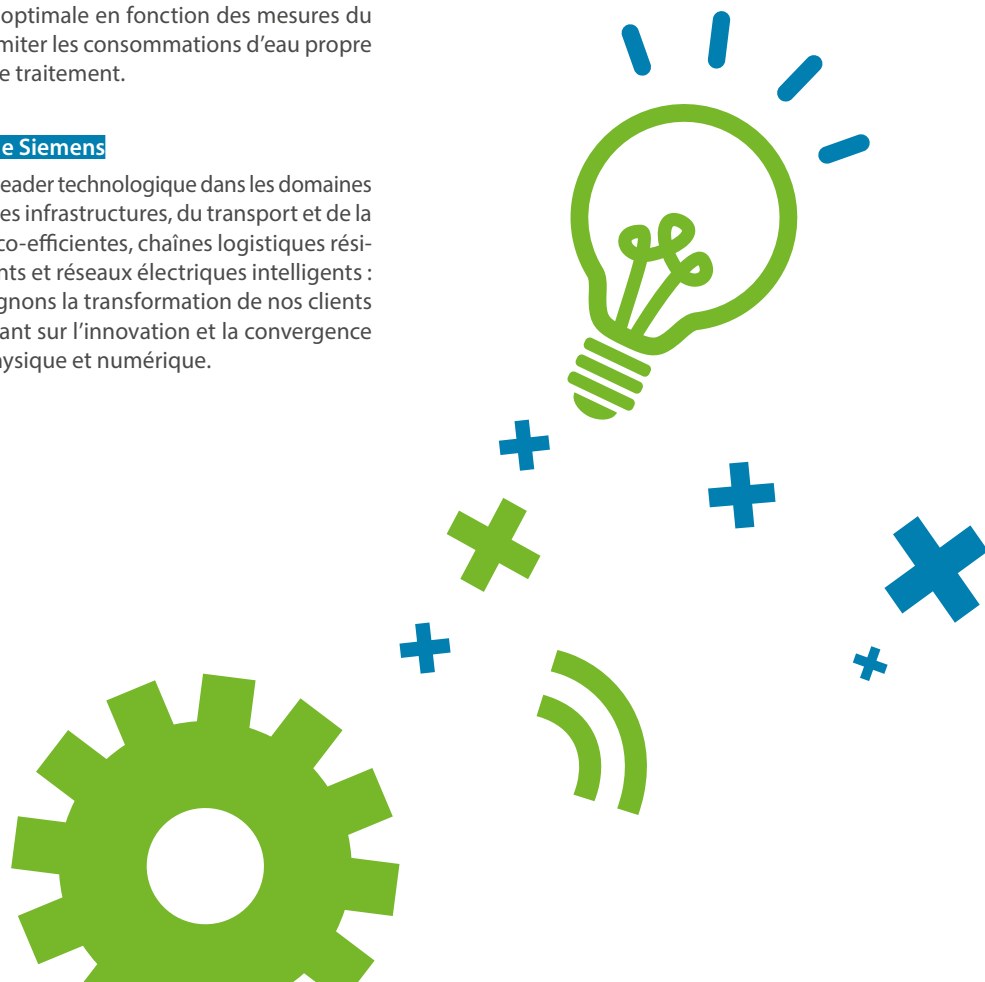 optimale en fonction des mesures du
miter les consommations d'eau propre
e traitement.
e Siemens
eader technologique dans les domaines
es infrastructures, du transport et de la
co-efficientes, chaînes logistiques rési-
nts et réseaux électriques intelligents :
gnons la transformation de nos clients
ant sur l'innovation et la convergence
ysique et numérique.